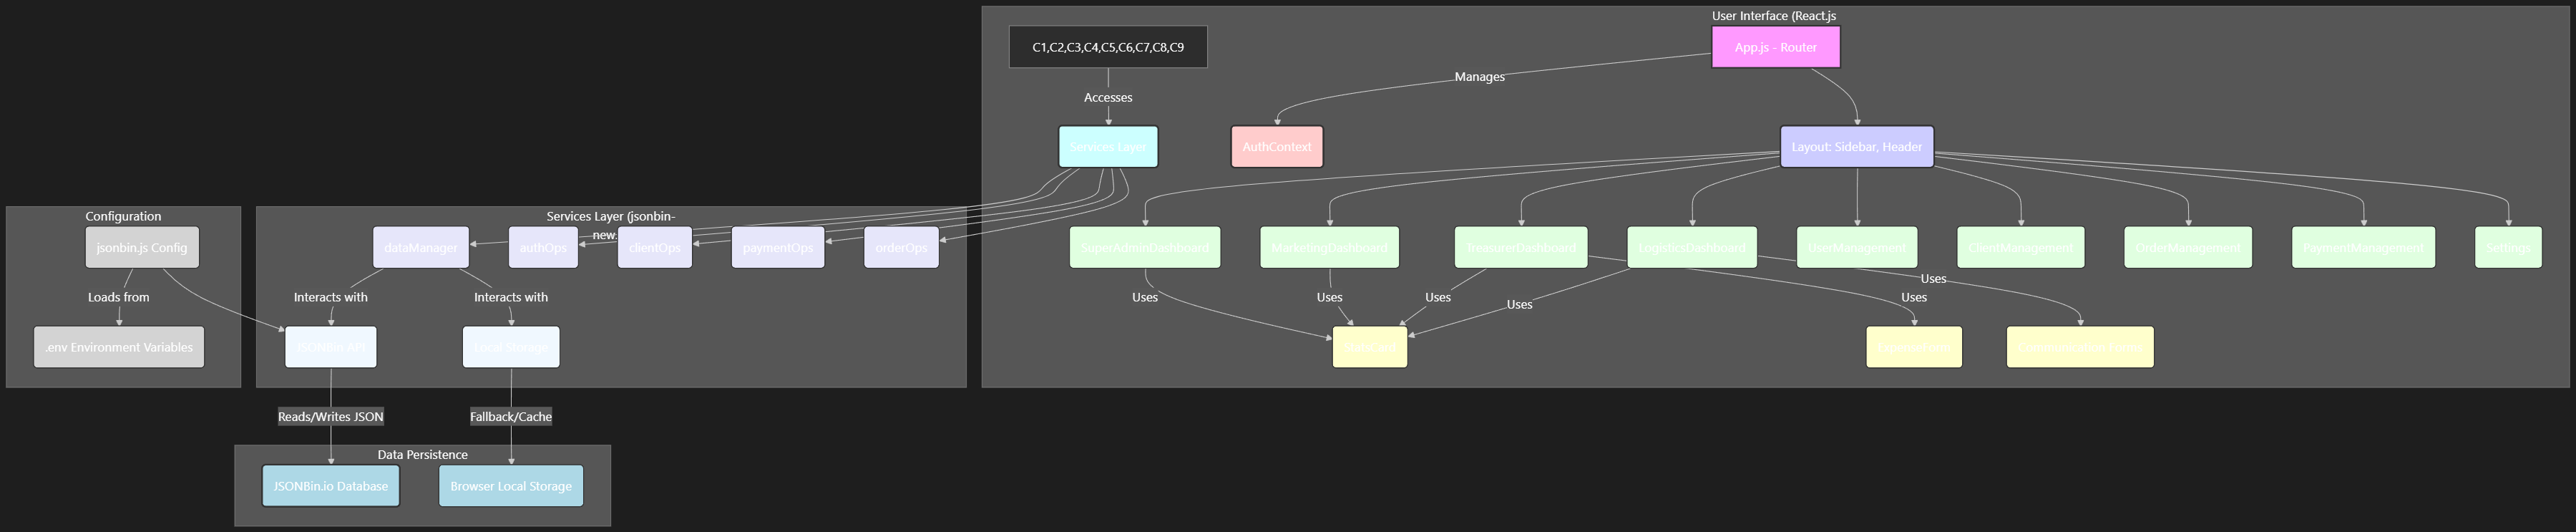 User Interface (React.js
C1,C2,C3,C4,C5,C6,C7,C8,C9
App.js - Router
Manages
Accesses
Services Layer
AuthContext
Layout: Sidebar, Header
Configuration
Services Layer (jsonbin-
new.
jsonbin.js Config
dataManager
authOps
clientOps
paymentOps
orderOps
SuperAdminDashboard
MarketingDashboard
TreasurerDashboard
LogisticsDashboard
UserManagement
ClientManagement
OrderManagement
PaymentManagement
Settings
Loads from
Interacts with
Interacts with
Uses
Uses
Uses
Uses
Uses
Uses
.env Environment Variables
JSONBin API
Local Storage
Reads/Writes JSON
Fallback/Cache
Data Persistence
JSONBin.io Database
Browser Local Storage